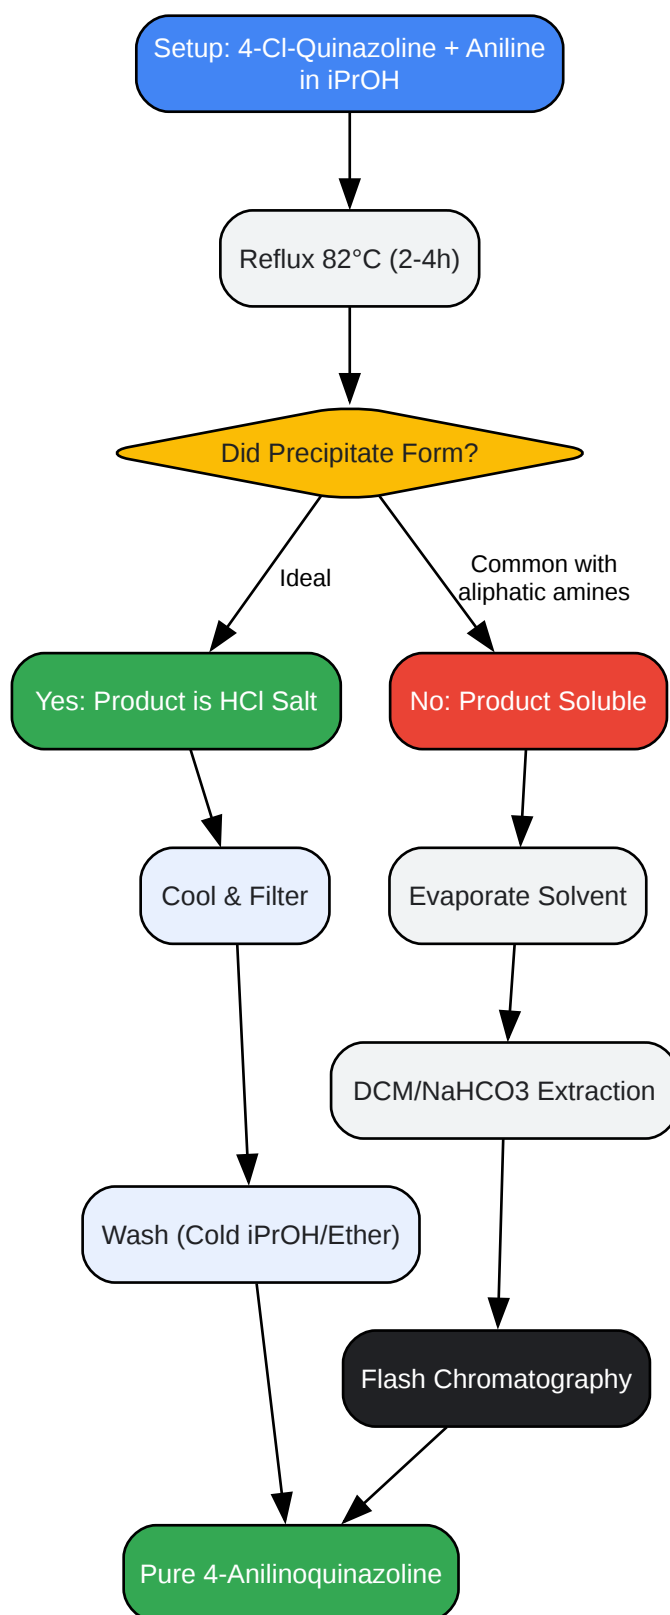 Setup: 4-Cl-Quinazoline + Aniline
in iPrOH
Reflux 82°C (2-4h)
Did Precipitate Form?
Ideal
Common with
aliphatic amines
Yes: Product is HCl Salt
No: Product Soluble
Cool & Filter
Evaporate Solvent
DCM/NaHCO3 Extraction
Wash (Cold iPrOH/Ether)
Flash Chromatography
Pure 4-Anilinoquinazoline